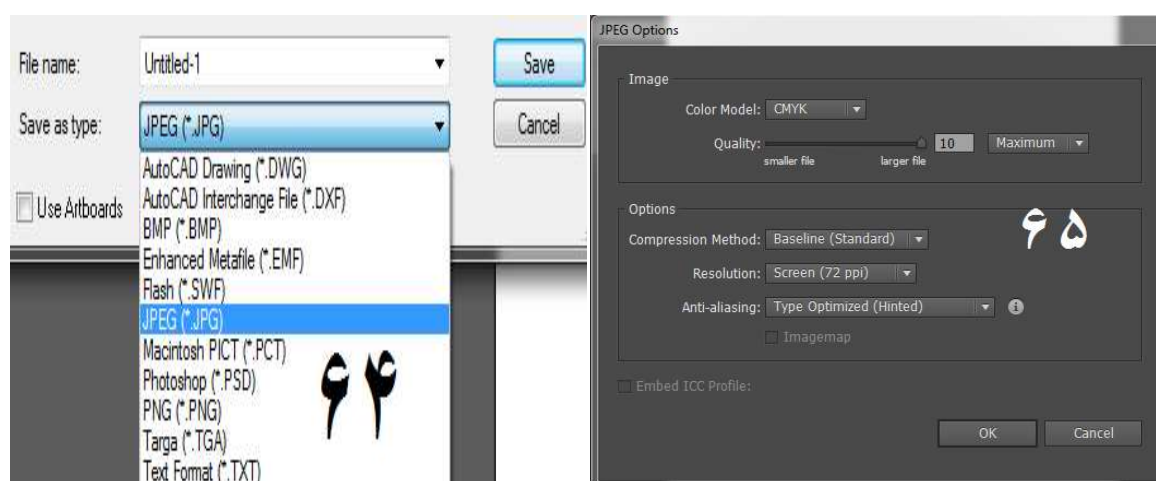 File name: Untitled-1 Save
Save as type: JPEG (*.JPG) Cancel
Use Artboards
AutoCAD Drawing (*.DWG)
AutoCAD Interchange File (*.DXF)
BMP (*.BMP)
Enhanced Metafile (*.EMF)
Flash (*.SWF)
JPEG (*.JPG)
Macintosh PICT (*.PCT)
Photoshop (*.PSD)
PNG (*.PNG)
Targa (*.TGA)
Text Format (*.TXT)
۶۴
JPEG Options
Image
Color Model: CMYK
Quality: 10 Maximum
smaller file larger file
Options
Compression Method: Baseline (Standard)
Resolution: Screen (72 ppi)
Anti-aliasing: Type Optimized (Hinted)
Imagemap
۶۵
Embed ICC Profile:
OK Cancel